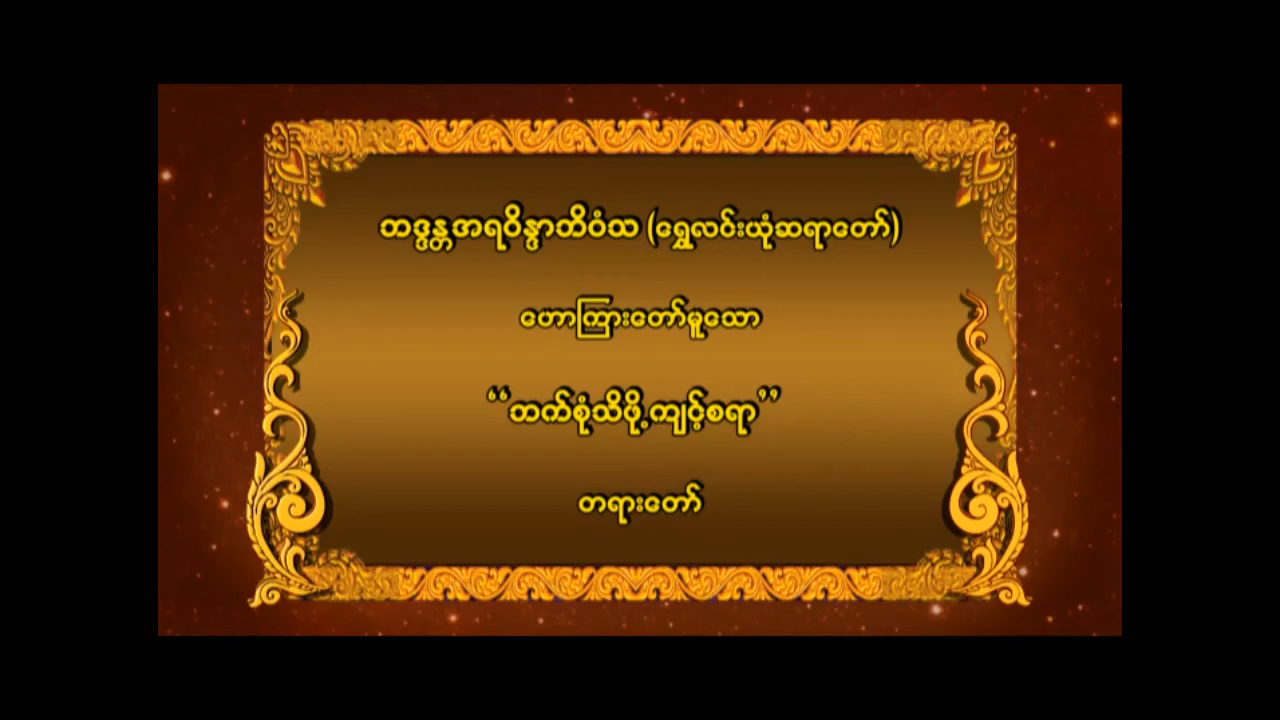 ဘဒ္ဒန္တအရဝိန္ဒာဘိဝံသ (ရွှေလင်းယုံဆရာတော်)
ဟောကြားတော်မူသော
“ဘက်စုံသိဖို့ကျင့်စရာ”
တရားတော်